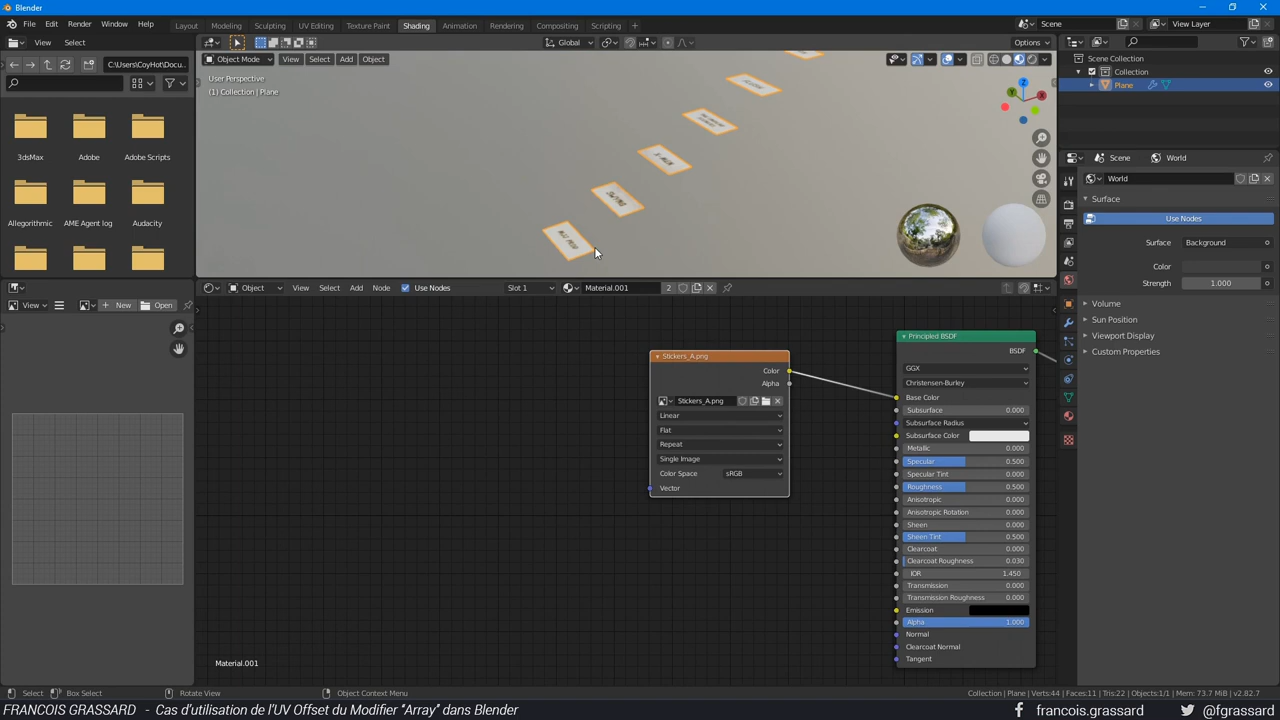 Blender
File Edit Render Window Help
Layout Modeling Sculpting UV Editing Texture Paint Shading Animation Rendering Compositing Scripting +
Scene View Layer
View Select
Global Options
C:\Users\CoyHot\Docu...
Object Mode View Select Add Object
User Perspective
(1) Collection | Plane
Scene Collection
Collection
Plane
3dsMax Adobe Adobe Scripts
Allegorithmic AME Agent log Audacity
X-MEN
Z Y X
Scene World
World
Surface
Use Nodes
Surface Background
Color
Strength 1.000
Volume
Sun Position
Viewport Display
Custom Properties
View New Open
Object View Select Add Node Use Nodes Slot 1 Material.001 2
Stickers_A.png
Color
Alpha
Stickers_A.png
Linear
Flat
Repeat
Single Image
Color Space sRGB
Vector
Principled BSDF
BSDF
GGX
Christensen-Burley
Base Color
Subsurface 0.000
Subsurface Radius
Subsurface Color
Metallic 0.000
Specular 0.500
Specular Tint 0.000
Roughness 0.500
Anisotropic 0.000
Anisotropic Rotation 0.000
Sheen 0.000
Sheen Tint 0.500
Clearcoat 0.000
Clearcoat Roughness 0.030
IOR 1.450
Transmission 0.000
Transmission Roughness 0.000
Emission
Alpha 1.000
Normal
Clearcoat Normal
Tangent
Material.001
Select Box Select Rotate View Object Context Menu
Collection | Plane | Verts:44 | Faces:11 | Tris:22 | Objects:1/1 | Mem: 73.7 MiB | v2.82.7
FRANCOIS GRASSARD - Cas d'utilisation de l'UV Offset du Modifier "Array" dans Blender
francois.grassard @fgrassard